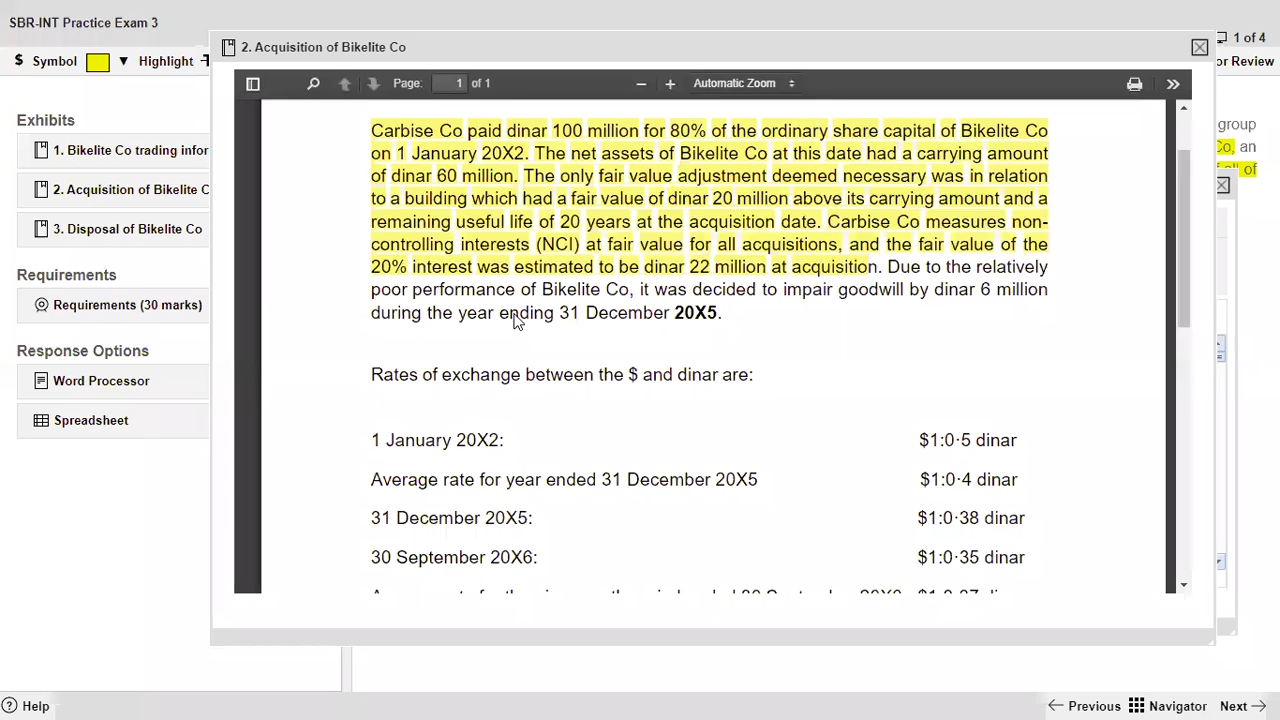 SBR-INT Practice Exam 3
1 of 4
$ Symbol
Highlight
or Review
2. Acquisition of Bikelite Co
Page: 1 of 1
Automatic Zoom
Exhibits
1. Bikelite Co trading infor
2. Acquisition of Bikelite C
3. Disposal of Bikelite Co
Requirements
Requirements (30 marks)
Response Options
Word Processor
Spreadsheet
Carbise Co paid dinar 100 million for 80% of the ordinary share capital of Bikelite Co
on 1 January 20X2. The net assets of Bikelite Co at this date had a carrying amount
of dinar 60 million. The only fair value adjustment deemed necessary was in relation
to a building which had a fair value of dinar 20 million above its carrying amount and a
remaining useful life of 20 years at the acquisition date. Carbise Co measures non-
controlling interests (NCI) at fair value for all acquisitions, and the fair value of the
20% interest was estimated to be dinar 22 million at acquisition. Due to the relatively
poor performance of Bikelite Co, it was decided to impair goodwill by dinar 6 million
during the year ending 31 December 20X5.
Rates of exchange between the $ and dinar are:
1 January 20X2: $1:0·5 dinar
Average rate for year ended 31 December 20X5 $1:0·4 dinar
31 December 20X5: $1:0·38 dinar
30 September 20X6: $1:0·35 dinar
group
Co, an
of
Help
Previous
Navigator
Next